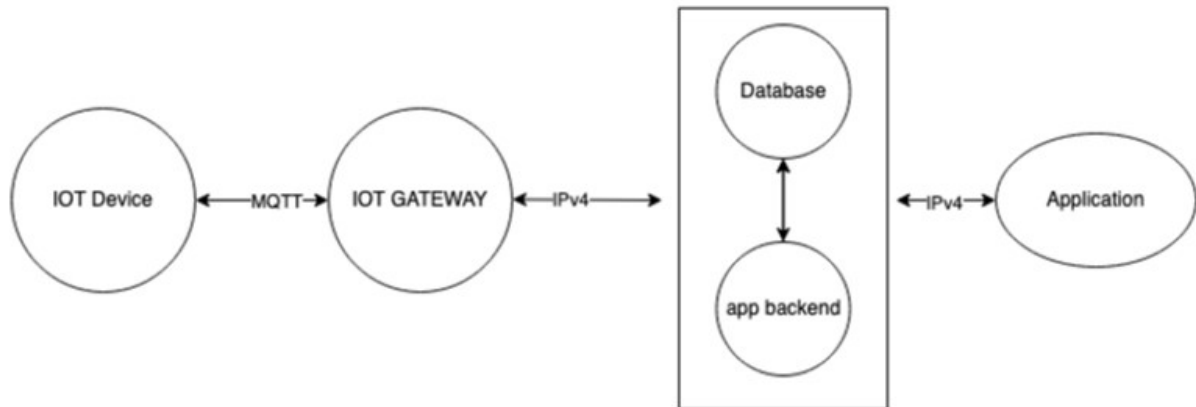 IOT Device
MQTT
IOT GATEWAY
IPv4
Database
app backend
IPv4
Application